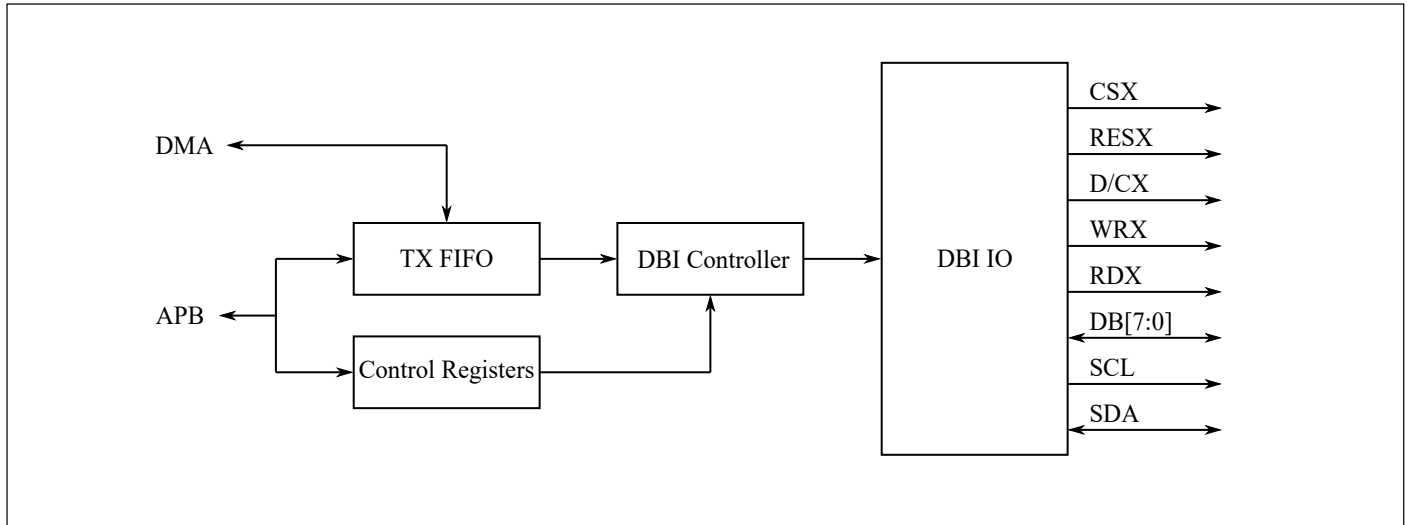 DMA
APB
TX FIFO
Control Registers
DBI Controller
DBI IO
CSX
RESX
D/CX
WRX
RDX
DB[7:0]
SCL
SDA